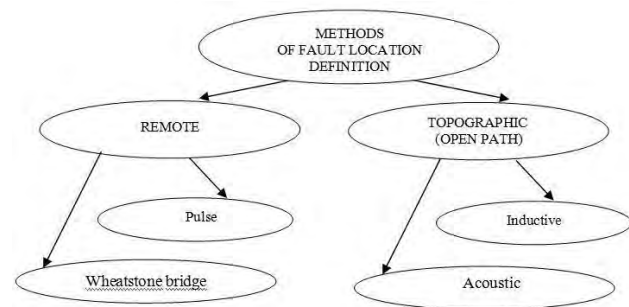 METHODS
OF FAULT LOCATION
DEFINITION
REMOTE
TOPOGRAPHIC
(OPEN PATH)
Pulse
Inductive
Wheatstone bridge
Acoustic